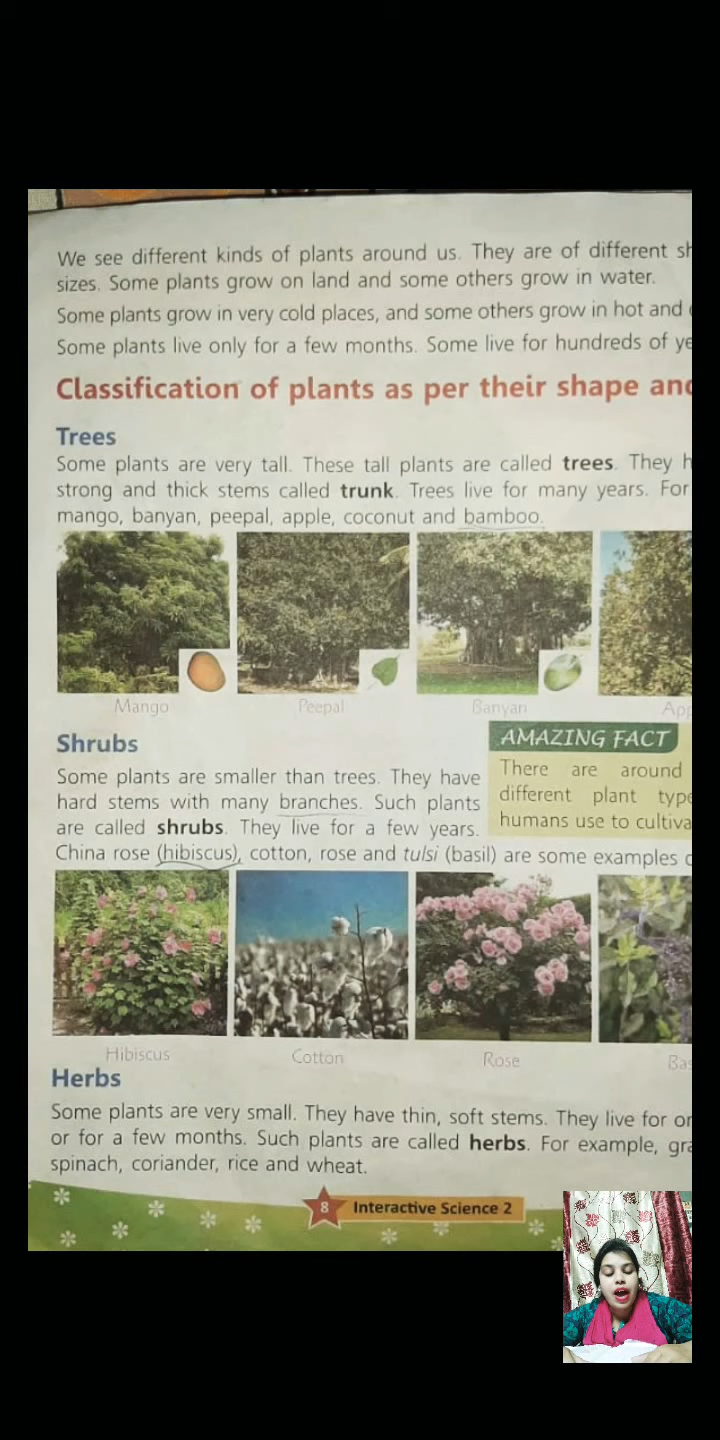 We see different kinds of plants around us. They are of different sh
sizes. Some plants grow on land and some others grow in water.
Some plants grow in very cold places, and some others grow in hot and
Some plants live only for a few months. Some live for hundreds of ye
Classification of plants as per their shape and
Trees
Some plants are very tall. These tall plants are called trees. They h
strong and thick stems called trunk. Trees live for many years. For
mango, banyan, peepal, apple, coconut and bamboo.
Mango Peepal Banyan App
Shrubs
Some plants are smaller than trees. They have
hard stems with many branches. Such plants
are called shrubs. They live for a few years.
China rose (hibiscus), cotton, rose and tulsi (basil) are some examples
AMAZING FACT
There are around
different plant type
humans use to cultiva
Hibiscus Cotton Rose Bas
Herbs
Some plants are very small. They have thin, soft stems. They live for on
or for a few months. Such plants are called herbs. For example, gra
spinach, coriander, rice and wheat.
8 Interactive Science 2